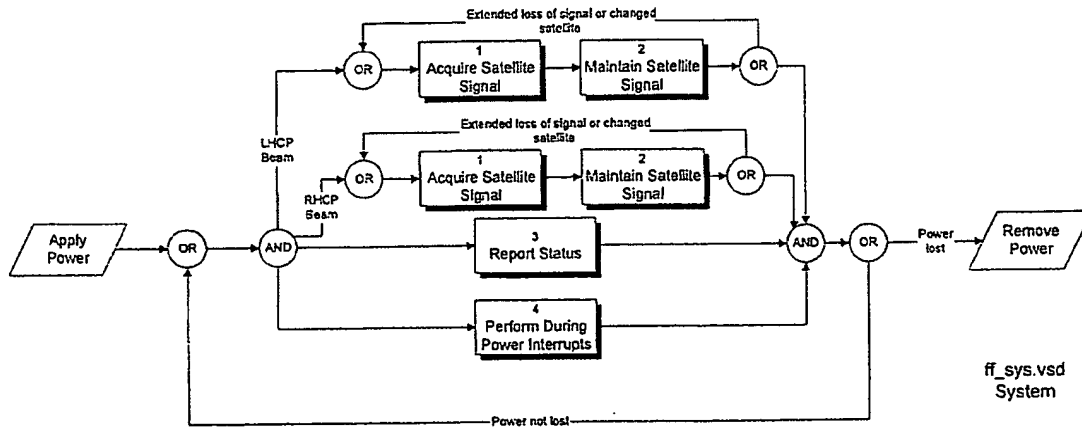 Extended loss of signal or changed
satellite
OR
1
Acquire Satellite
Signal
2
Maintain Satellite
Signal
OR
LHCP
Beam
Extended loss of signal or changed
satellite
OR
1
Acquire Satellite
Signal
2
Maintain Satellite
Signal
OR
RHCP
Beam
Apply
Power
OR
AND
3
Report Status
AND
OR
Power
lost
Remove
Power
4
Perform During
Power Interrupts
ff_sys.vsd
System
Power not lost